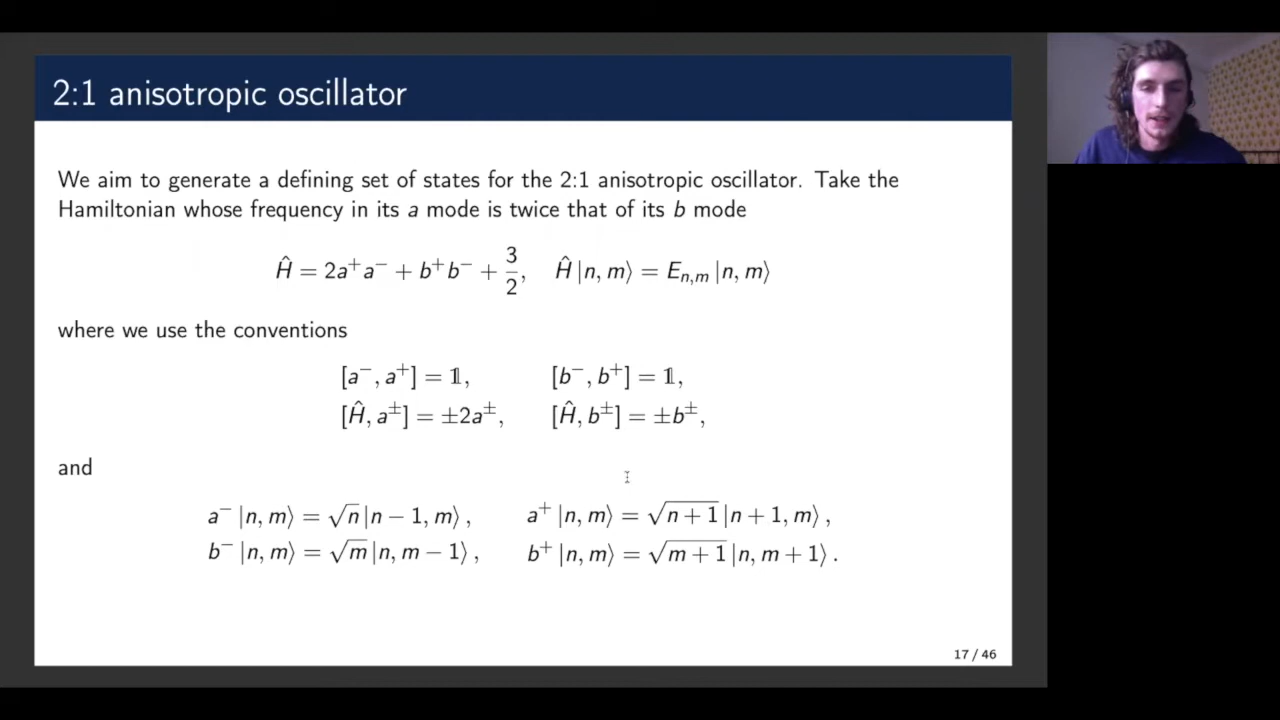 2:1 anisotropic oscillator
We aim to generate a defining set of states for the 2:1 anisotropic oscillator. Take the
Hamiltonian whose frequency in its a mode is twice that of its b mode
Ĥ = 2a⁺a⁻ + b⁺b⁻ + 3/2,   Ĥ |n, m⟩ = Eₙ,ₘ |n, m⟩
where we use the conventions
[a⁻, a⁺] = 𝟙,   [b⁻, b⁺] = 𝟙,
[Ĥ, a±] = ±2a±,   [Ĥ, b±] = ±b±,
and
a⁻ |n, m⟩ = √n |n − 1, m⟩ ,   a⁺ |n, m⟩ = √(n + 1) |n + 1, m⟩ ,
b⁻ |n, m⟩ = √m |n, m − 1⟩ ,   b⁺ |n, m⟩ = √(m + 1) |n, m + 1⟩ .
17 / 46